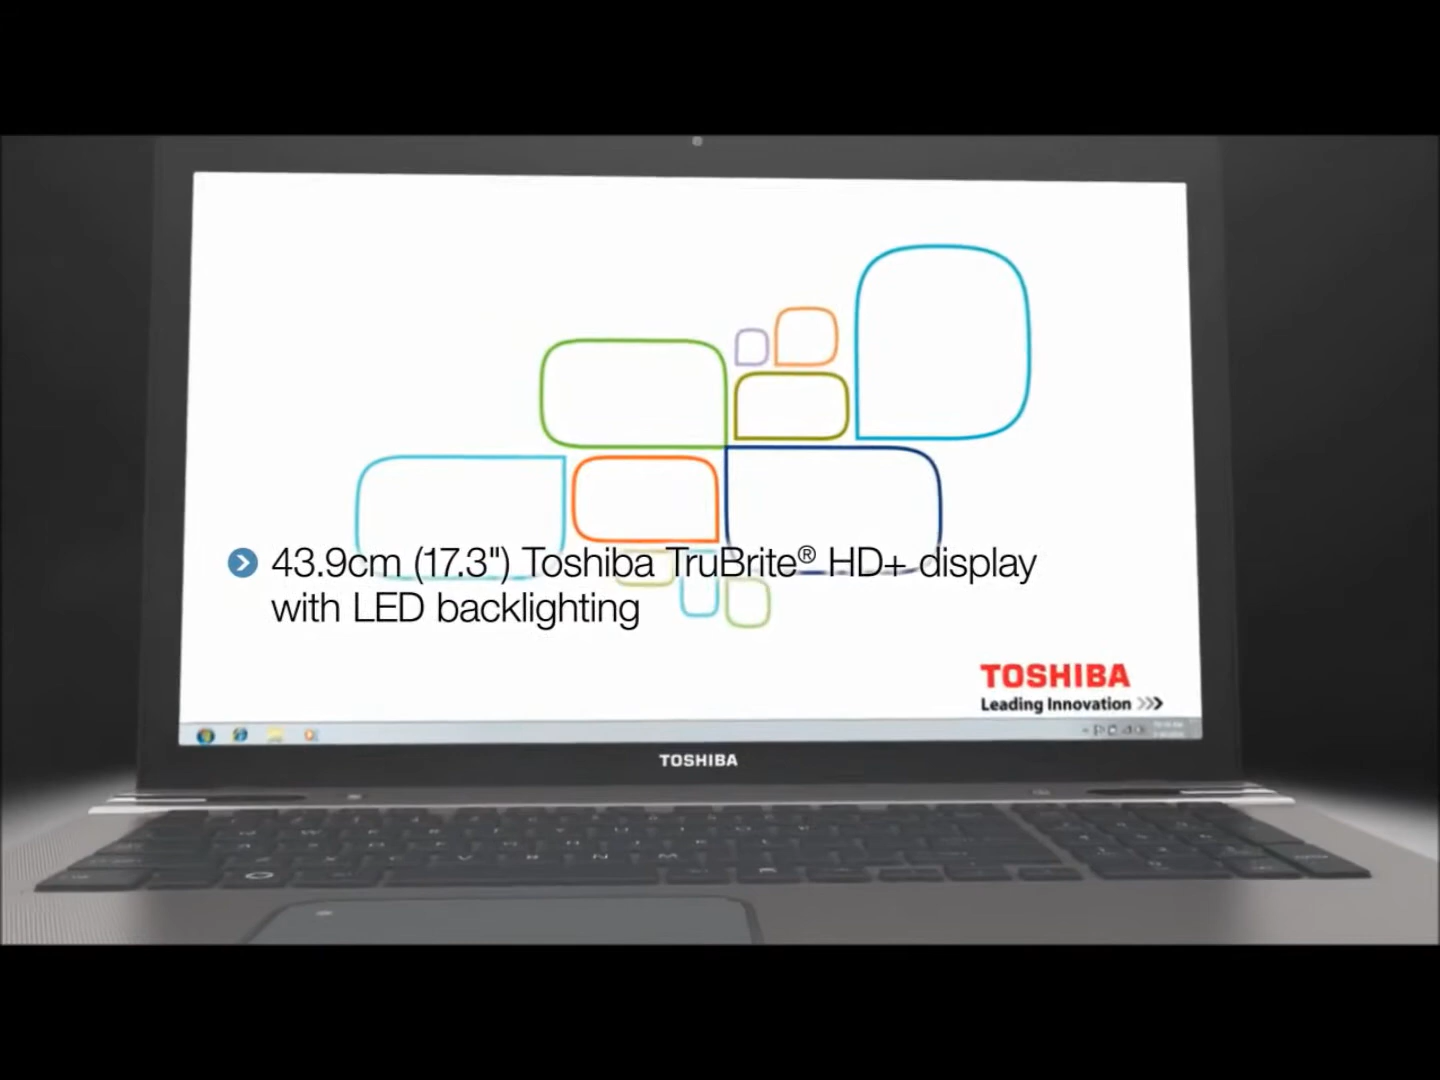 43.9cm (17.3") Toshiba TruBrite® HD+ display
with LED backlighting
TOSHIBA
Leading Innovation >>>
TOSHIBA